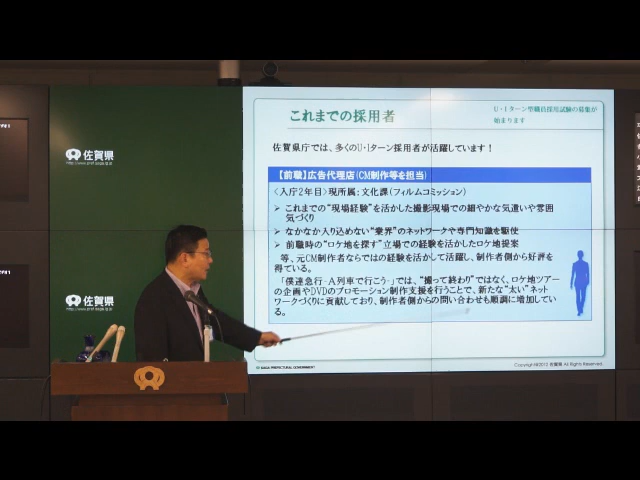 これまでの採用者
U・Iターン型職員採用試験の募集が
始まります
佐賀県庁では、多くのU・Iターン採用者が活躍しています！
【前職】広告代理店(CM制作等を担当)
<入庁2年目>現所属：文化課(フィルムコミッション)
➢ これまでの“現場経験”を活かした撮影現場での細やかな気遣いや雰囲
気づくり
➢ なかなか入り込めない“業界”のネットワークや専門知識を駆使
➢ 前職時の“ロケ地を探す”立場での経験を活かしたロケ地提案
等、元CM制作者ならではの経験を活かして活躍し、制作者側から好評を
得ている。
「僕達急行-A列車で行こう-」では、“撮って終わり”ではなく、ロケ地ツアー
の企画やDVDのプロモーション制作支援を行うことで、新たな“太い”ネット
ワークづくりに貢献しており、制作者側からの問い合わせも順調に増加してい
る。
© SAGA PREFECTURAL GOVERNMENT
Copyright©2012 佐賀県 All Rights Reserved.
佐賀県
佐賀県